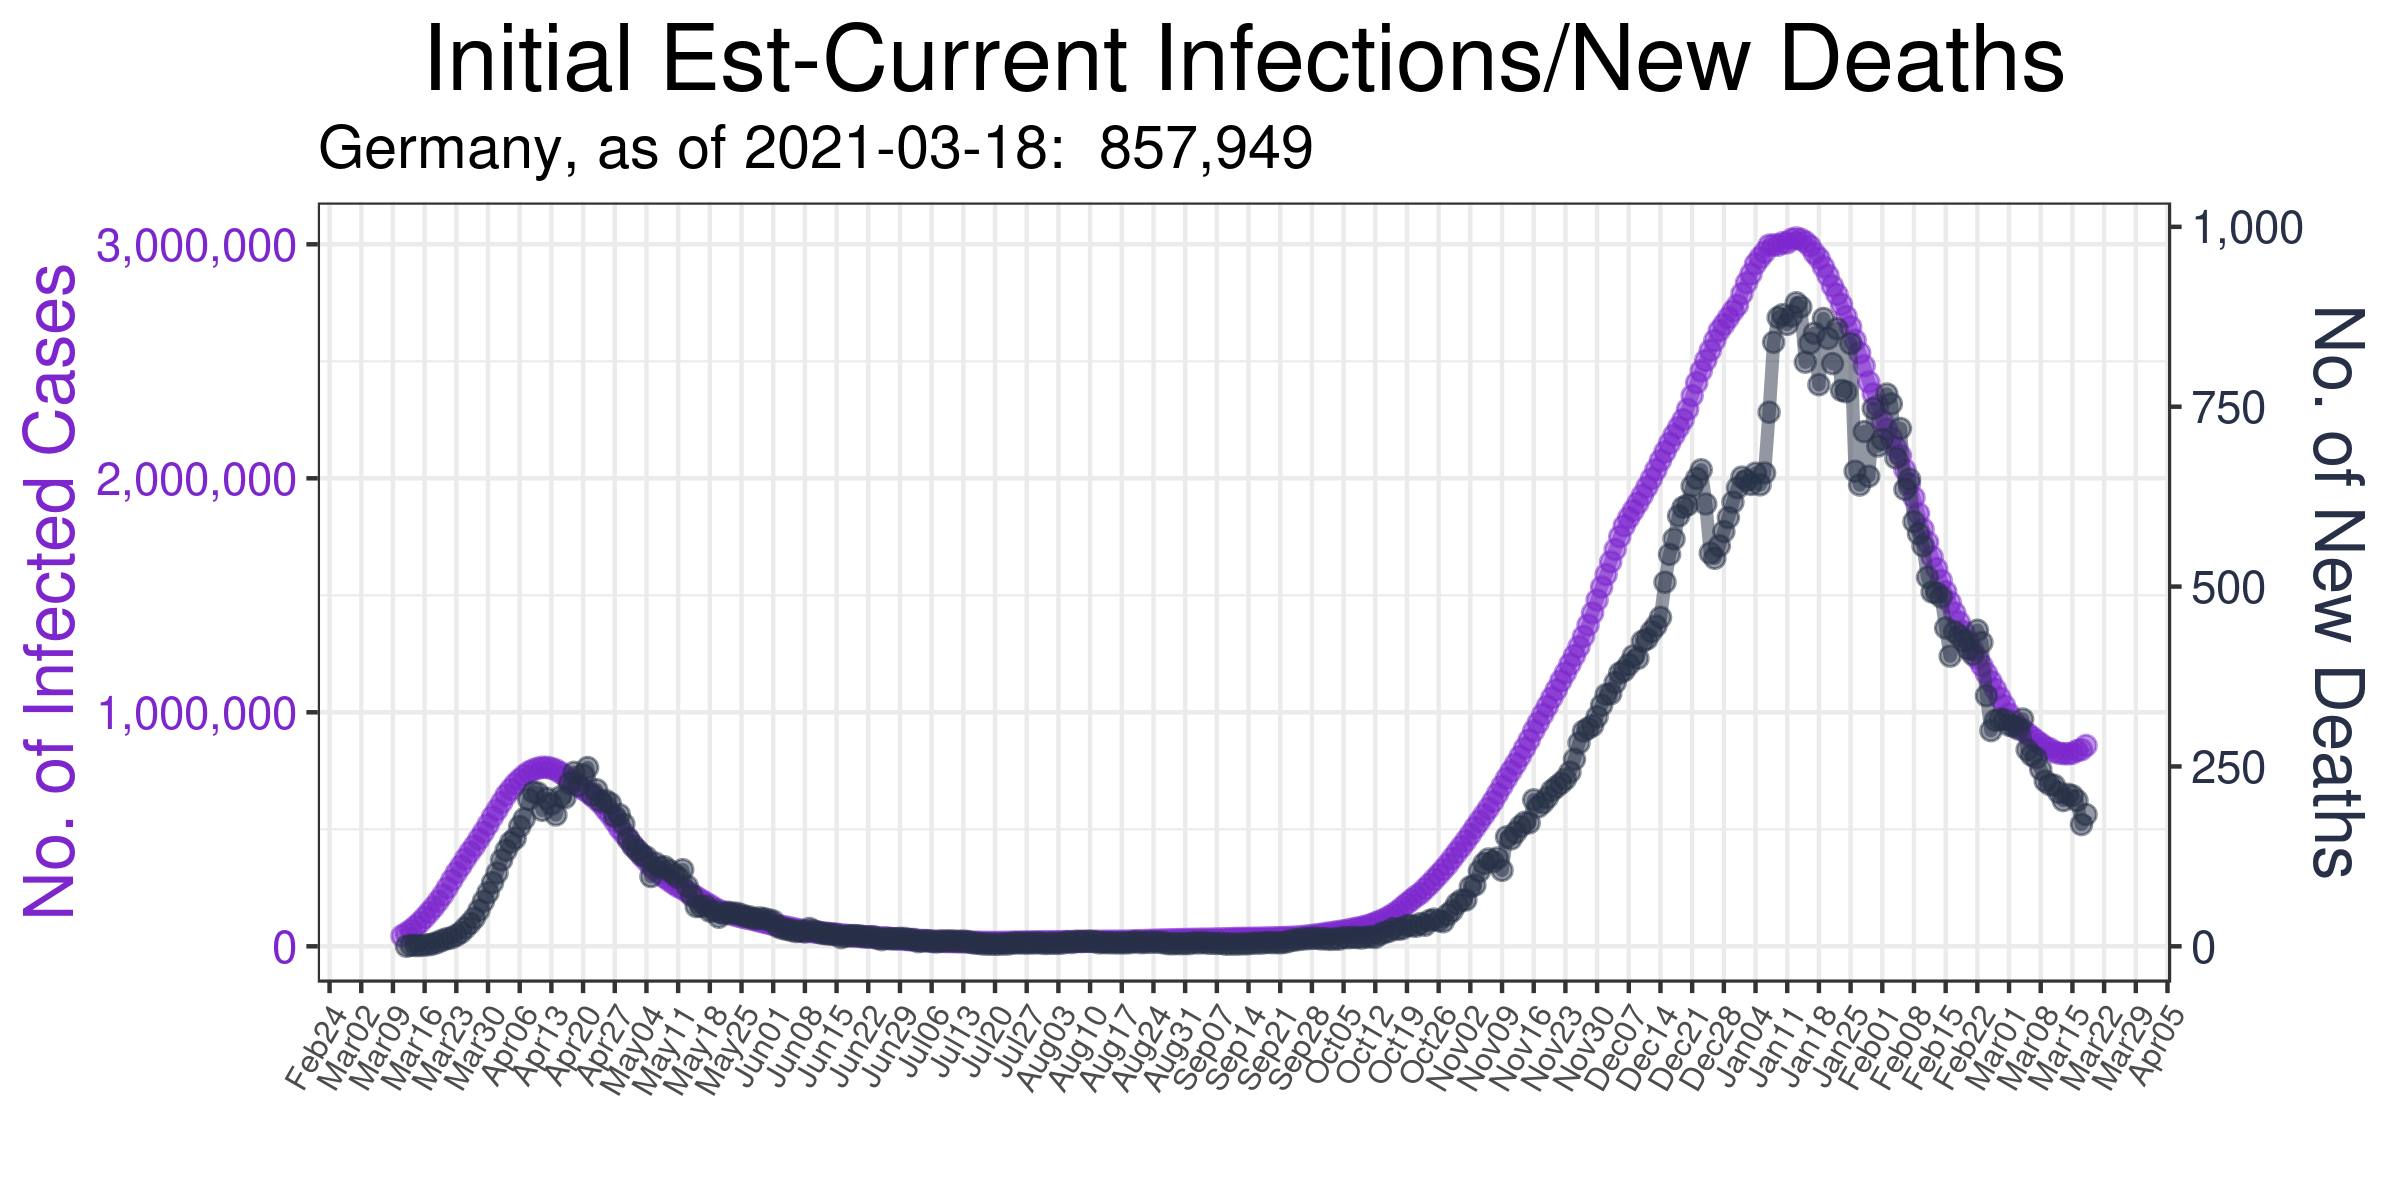 Initial Est-Current Infections/New Deaths
Germany, as of 2021-03-18:  857,949
No. of Infected Cases
3,000,000
2,000,000
1,000,000
0
1,000
750
500
250
0
No. of New Deaths
Feb24
Mar02
Mar09
Mar16
Mar23
Mar30
Apr06
Apr13
Apr20
Apr27
May04
May11
May18
May25
Jun01
Jun08
Jun15
Jun22
Jun29
Jul06
Jul13
Jul20
Jul27
Aug03
Aug10
Aug17
Aug24
Aug31
Sep07
Sep14
Sep21
Sep28
Oct05
Oct12
Oct19
Oct26
Nov02
Nov09
Nov16
Nov23
Nov30
Dec07
Dec14
Dec21
Dec28
Jan04
Jan11
Jan18
Jan25
Feb01
Feb08
Feb15
Feb22
Mar01
Mar08
Mar15
Mar22
Mar29
Apr05